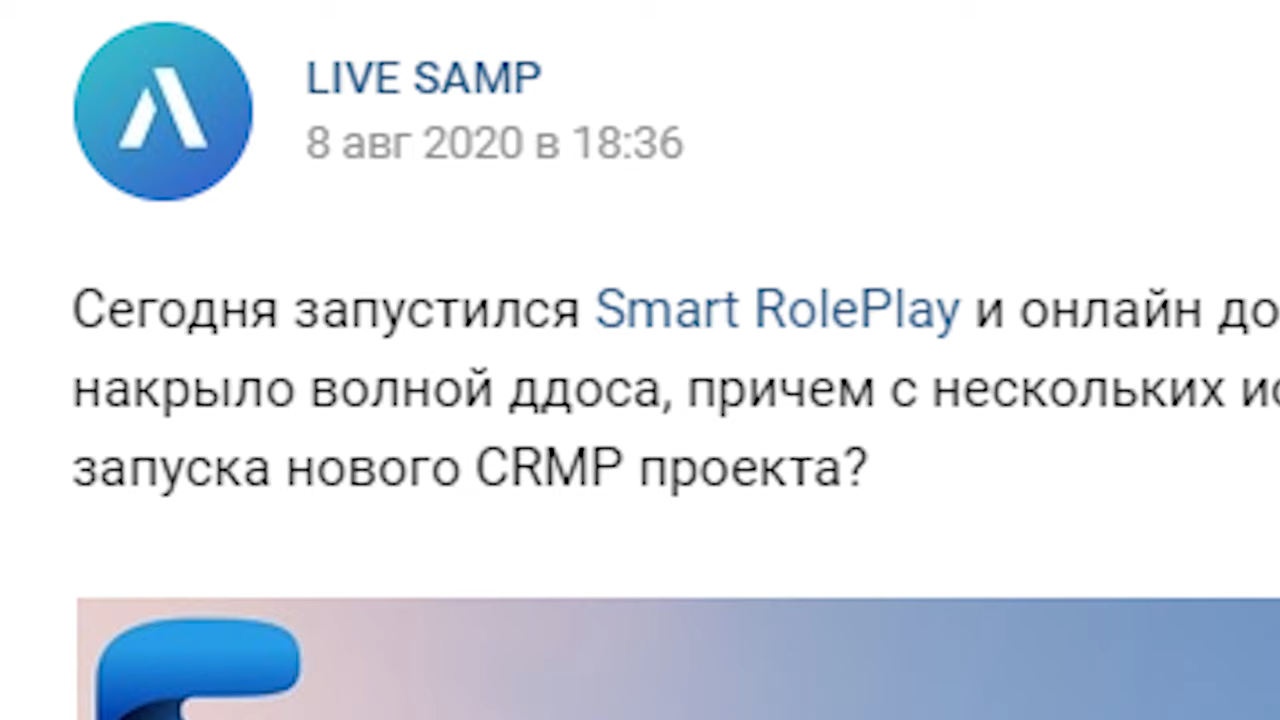 LIVE SAMP
8 авг 2020 в 18:36
Сегодня запустился Smart RolePlay и онлайн до
накрыло волной ддоса, причем с нескольких ис
запуска нового CRMP проекта?